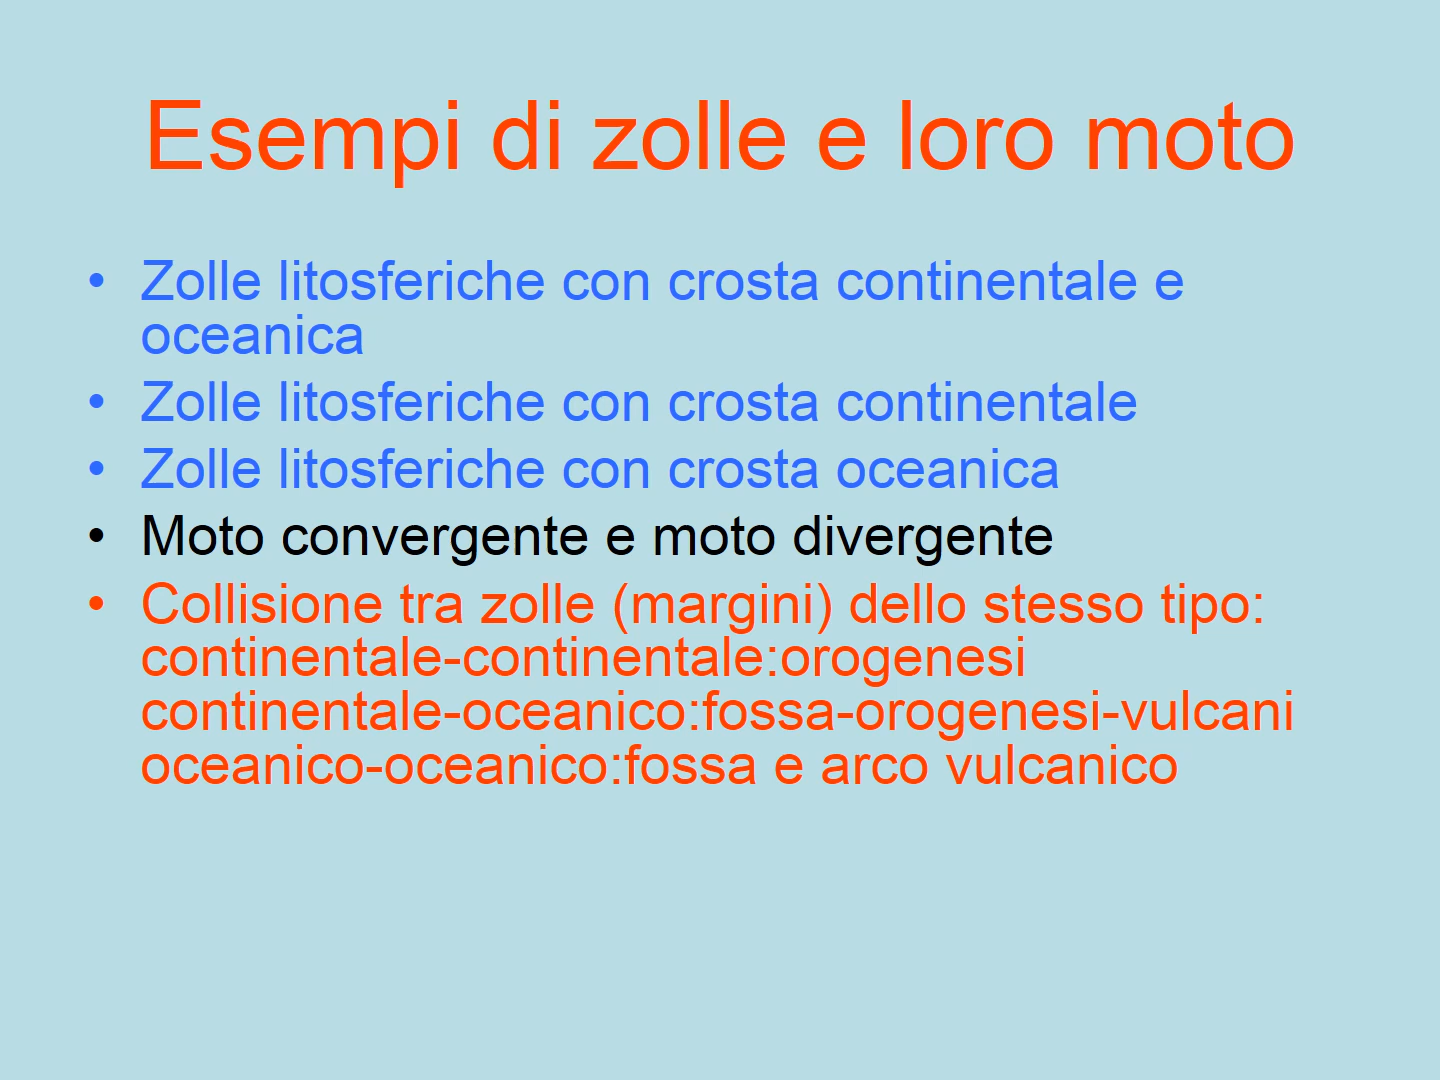 Esempi di zolle e loro moto
• Zolle litosferiche con crosta continentale e
oceanica
• Zolle litosferiche con crosta continentale
• Zolle litosferiche con crosta oceanica
• Moto convergente e moto divergente
• Collisione tra zolle (margini) dello stesso tipo:
continentale-continentale:orogenesi
continentale-oceanico:fossa-orogenesi-vulcani
oceanico-oceanico:fossa e arco vulcanico